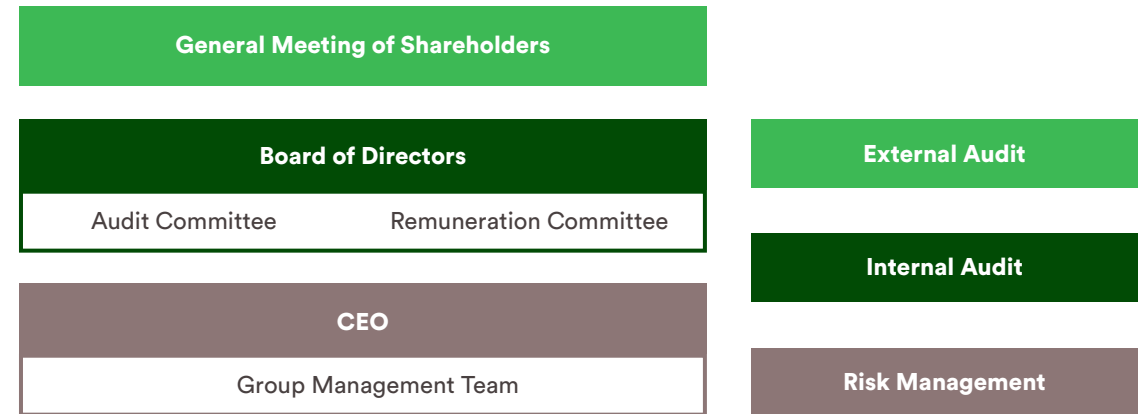 General Meeting of Shareholders
Board of Directors
Audit Committee
Remuneration Committee
CEO
Group Management Team
External Audit
Internal Audit
Risk Management